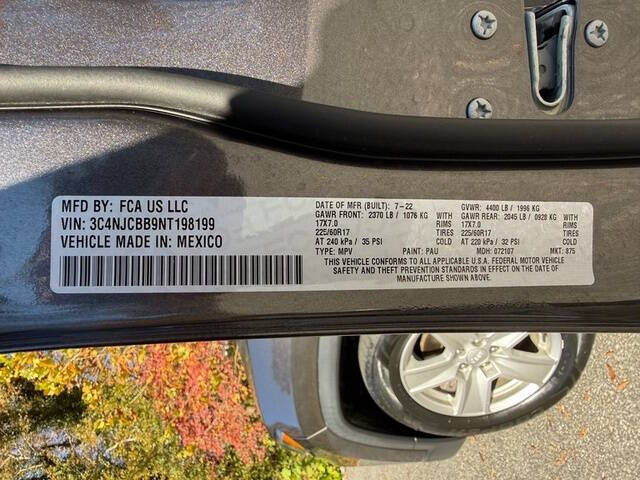 MFD BY: FCA US LLC
VIN: 3C4NJCBB9NT198199
VEHICLE MADE IN: MEXICO
DATE OF MFR (BUILT): 7-22
GAWR FRONT: 2370 LB / 1076 KG
17X7.0 WITH RIMS
225/60R17 TIRES
AT 240 kPa / 35 PSI
TYPE: MPV
PAINT: PAU
GVWR: 4400 LB / 1996 KG
GAWR REAR: 2045 LB / 0928 KG
17X7.0 WITH RIMS
225/60R17 TIRES
AT 220 kPa / 32 PSI
MDH: 072107
MKT: 875
THIS VEHICLE CONFORMS TO ALL APPLICABLE U.S.A. FEDERAL MOTOR VEHICLE
SAFETY AND THEFT PREVENTION STANDARDS IN EFFECT ON THE DATE OF
MANUFACTURE SHOWN ABOVE.